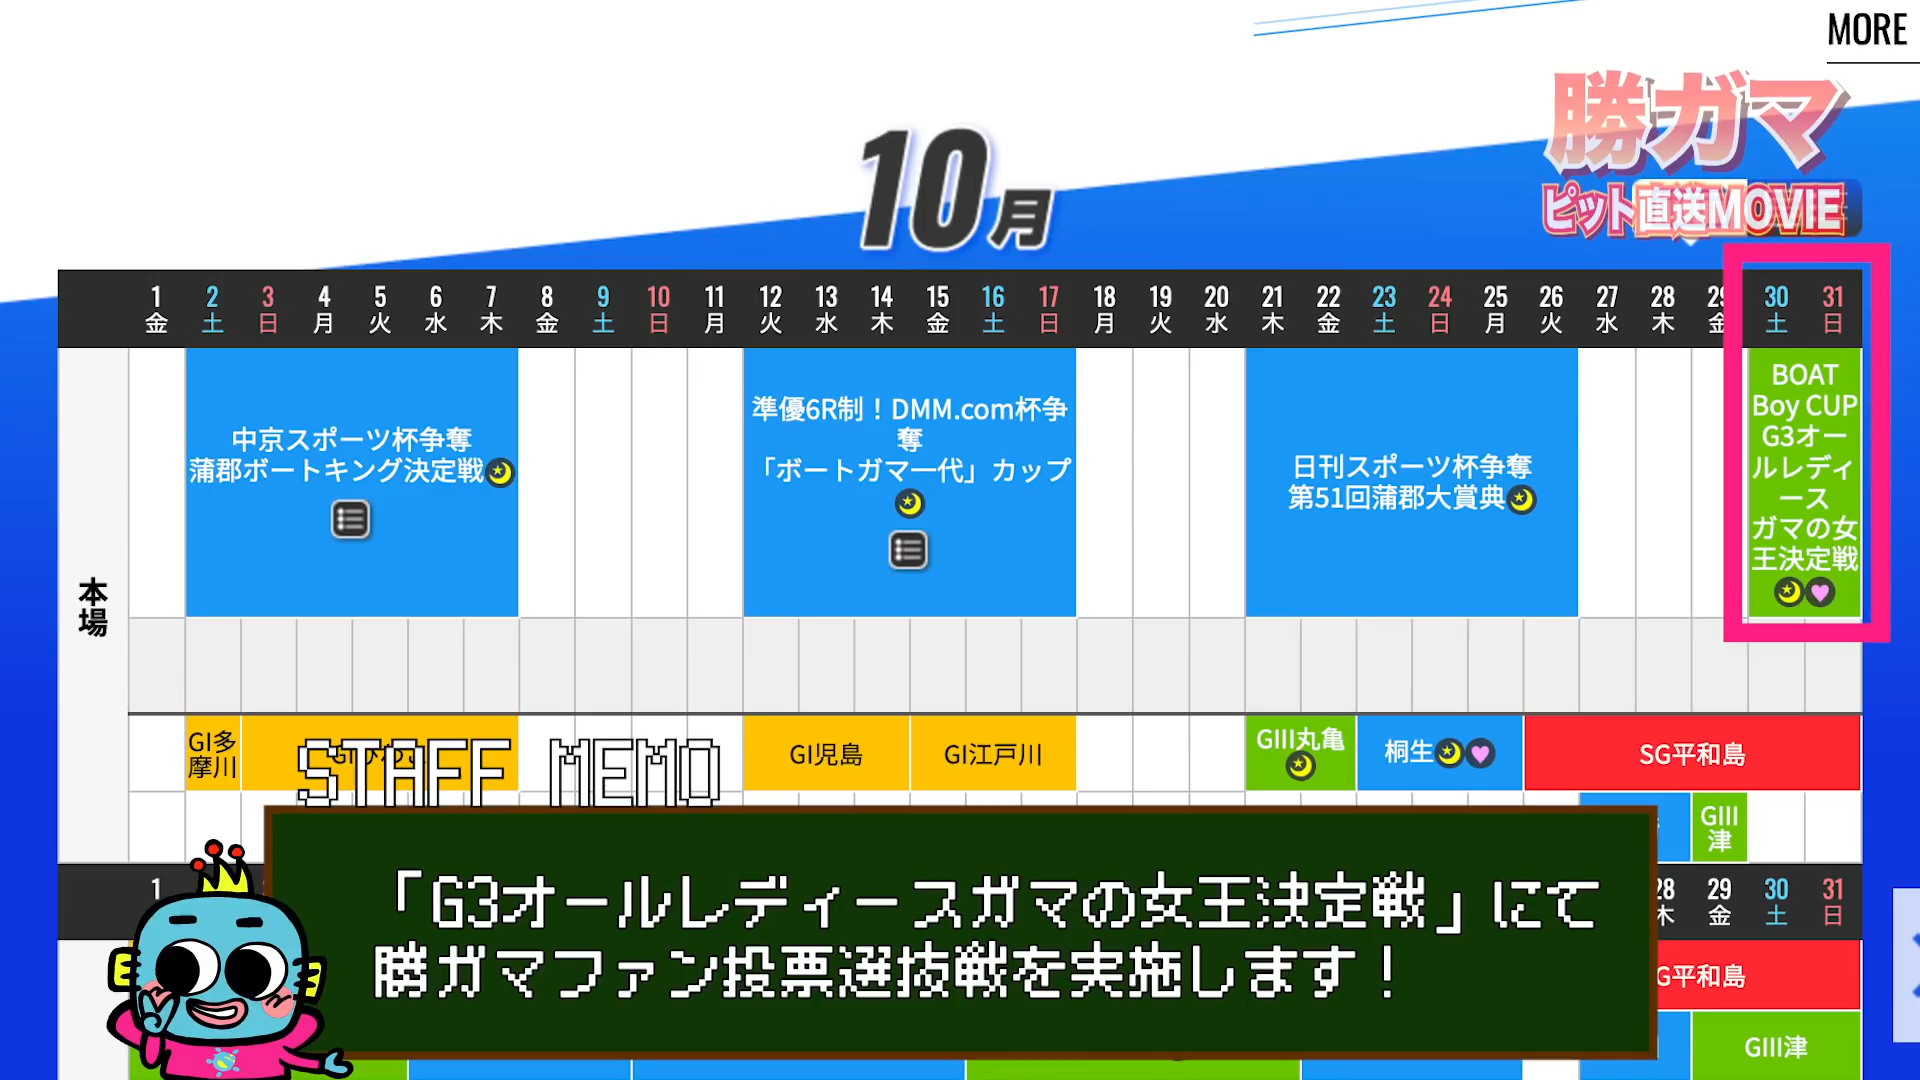 MORE
勝ガマ
ピット直送MOVIE
10月
1 2 3 4 5 6 7 8 9 10 11 12 13 14 15 16 17 18 19 20 21 22 23 24 25 26 27 28 29 30 31
金 土 日 月 火 水 木 金 土 日 月 火 水 木 金 土 日 月 火 水 木 金 土 日 月 火 水 木 金 土 日
本場
中京スポーツ杯争奪
蒲郡ボートキング決定戦
準優6R制！DMM.com杯争
奪
「ボートガマ一代」カップ
日刊スポーツ杯争奪
第51回蒲郡大賞典
BOAT
Boy CUP
G3オー
ルレディ
ース
ガマの女
王決定戦
GI多
摩川
GI児島
GI江戸川
GIII丸亀
桐生
SG平和島
GIII
津
STAFF MEMO
「G3オールレディースガマの女王決定戦」にて
勝ガマファン投票選抜戦を実施します！
1
28 29 30 31
木 金 土 日
G平和島
GIII津